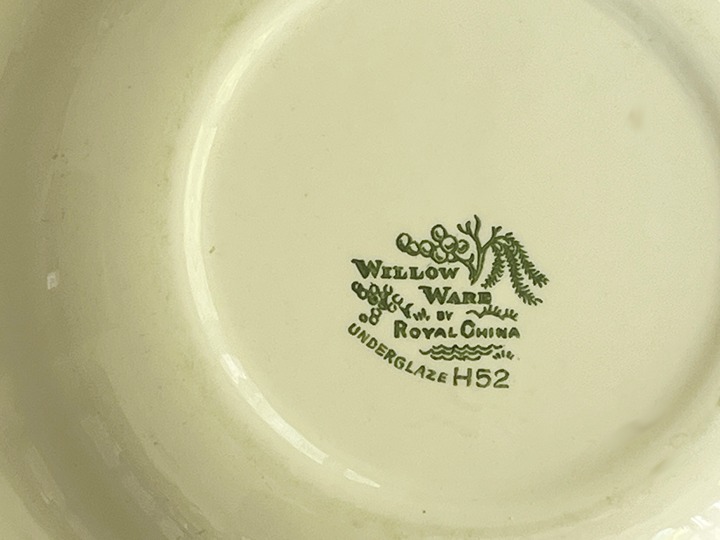 WILLOW
WARE
BY
ROYAL CHINA
UNDERGLAZE H52